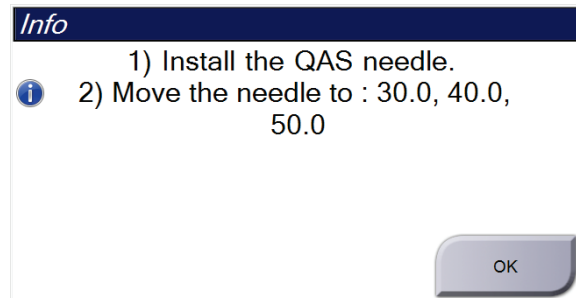 Info
1) Install the QAS needle.
2) Move the needle to : 30.0, 40.0,
50.0
OK